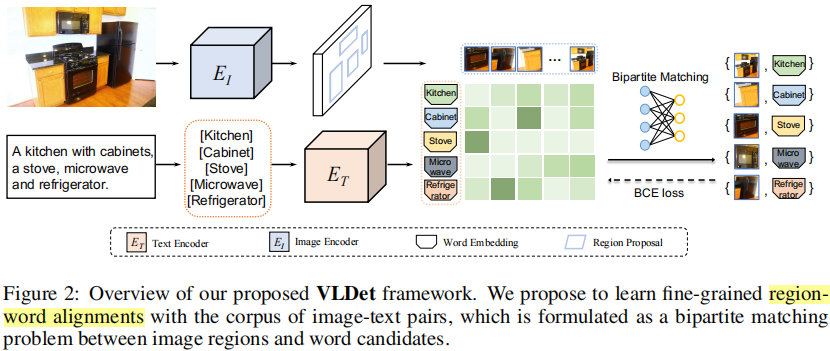 A kitchen with cabinets,
a stove, microwave
and refrigerator.
[Kitchen]
[Cabinet]
[Stove]
[Microwave]
[Refrigerator]
E_I
E_T
...
Kitchen
Cabinet
Stove
Micro
wave
Refrige
rator
Bipartite Matching
BCE loss
{ , Kitchen }
{ , Cabinet }
{ , Stove }
{ , Micro
wave }
{ , Refrige
rator }
E_T Text Encoder E_I Image Encoder Word Embedding Region Proposal
Figure 2: Overview of our proposed VLDet framework. We propose to learn fine-grained region-
word alignments with the corpus of image-text pairs, which is formulated as a bipartite matching
problem between image regions and word candidates.